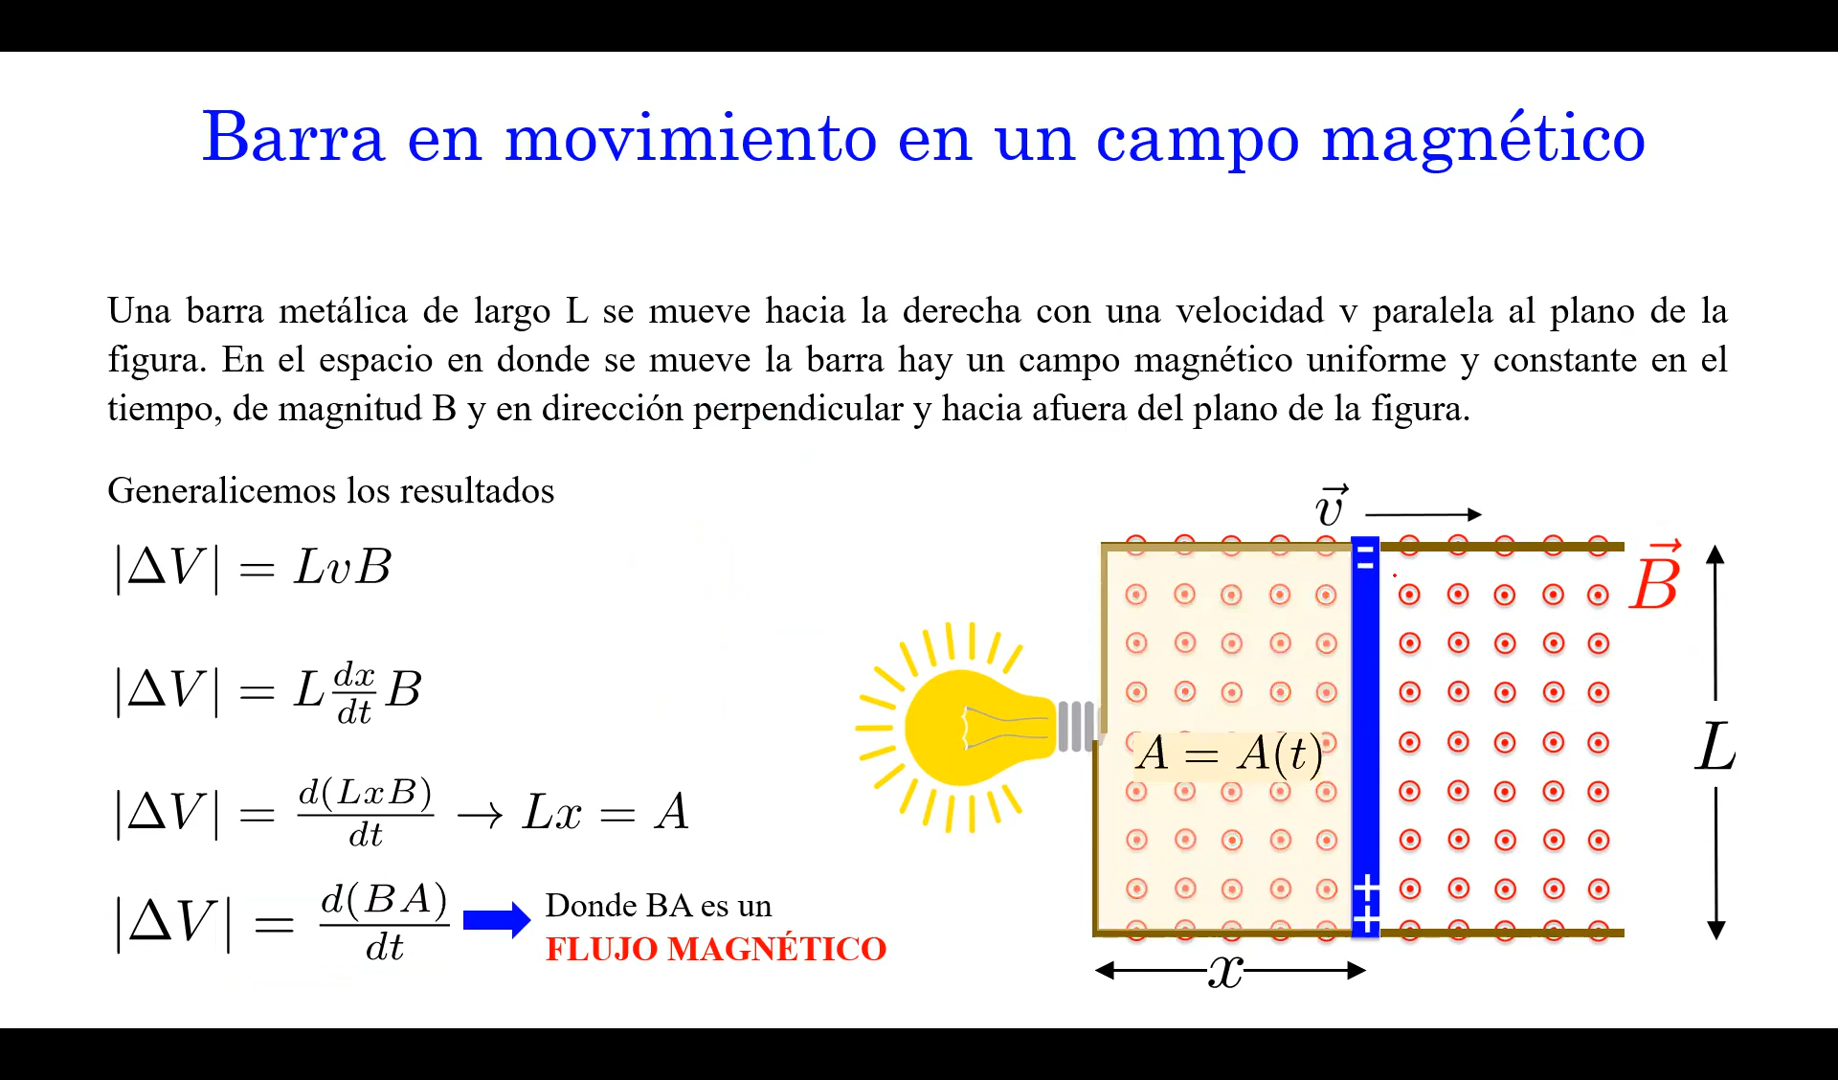 Barra en movimiento en un campo magnético
Una barra metálica de largo L se mueve hacia la derecha con una velocidad v paralela al plano de la
figura. En el espacio en donde se mueve la barra hay un campo magnético uniforme y constante en el
tiempo, de magnitud B y en dirección perpendicular y hacia afuera del plano de la figura.
Generalicemos los resultados
|ΔV| = LvB
|ΔV| = L dx/dt B
|ΔV| = d(LxB)/dt → Lx = A
|ΔV| = d(BA)/dt
Donde BA es un
FLUJO MAGNÉTICO
v⃗
B⃗
A = A(t)
L
x